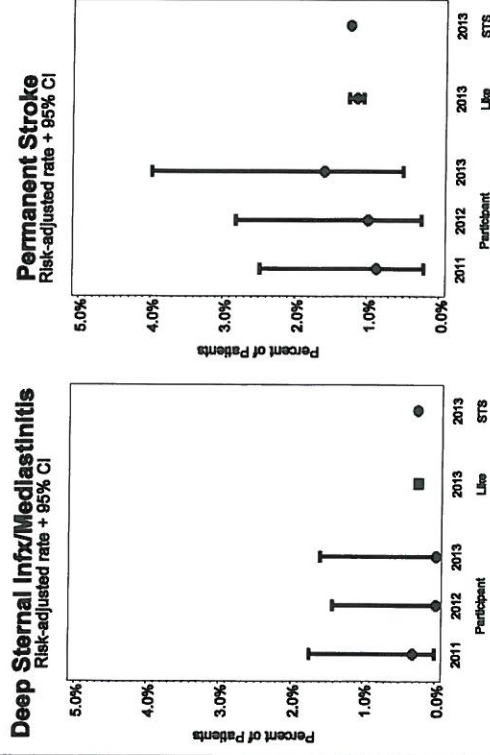 Deep Sternal Infx/Mediastinitis
Risk-adjusted rate + 95% CI
Percent of Patients
5.0%
4.0%
3.0%
2.0%
1.0%
0.0%
2011 2012 2013 2013 2013
Participant Like STS
Permanent Stroke
Risk-adjusted rate + 95% CI
Percent of Patients
5.0%
4.0%
3.0%
2.0%
1.0%
0.0%
2011 2012 2013 2013 2013
Participant Like STS